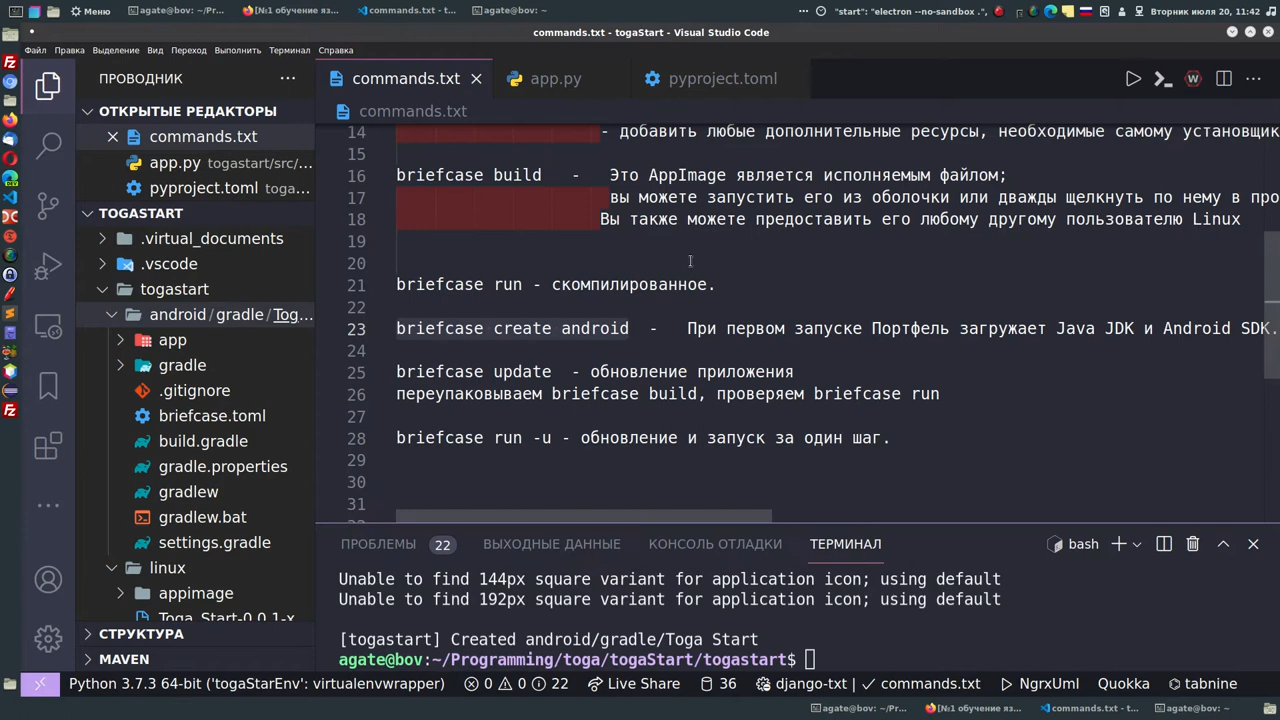 Меню
agate@bov: ~/Pr...
[№1 обучение яз...
commands.txt - t...
agate@bov: ~
"start": "electron --no-sandbox .",
Вторник июля 20, 11:42
commands.txt - togaStart - Visual Studio Code
Файл Правка Выделение Вид Переход Выполнить Терминал Справка
ПРОВОДНИК
commands.txt
app.py
pyproject.toml
ОТКРЫТЫЕ РЕДАКТОРЫ
commands.txt
app.py togastart/src/...
pyproject.toml toga...
TOGASTART
.virtual_documents
.vscode
togastart
android/gradle/Tog...
app
gradle
.gitignore
briefcase.toml
build.gradle
gradle.properties
gradlew
gradlew.bat
settings.gradle
linux
appimage
Toga_Start-0.0.1-x
СТРУКТУРА
MAVEN
commands.txt
14 - добавить любые дополнительные ресурсы, необходимые самому установщик
15
16 briefcase build - Это AppImage является исполняемым файлом;
17 вы можете запустить его из оболочки или дважды щелкнуть по нему в про
18 Вы также можете предоставить его любому другому пользователю Linux
19
20
21 briefcase run - скомпилированное.
22
23 briefcase create android - При первом запуске Портфель загружает Java JDK и Android SDK.
24
25 briefcase update - обновление приложения
26 переупаковываем briefcase build, проверяем briefcase run
27
28 briefcase run -u - обновление и запуск за один шаг.
29
30
31
ПРОБЛЕМЫ 22 ВЫХОДНЫЕ ДАННЫЕ КОНСОЛЬ ОТЛАДКИ ТЕРМИНАЛ bash
Unable to find 144px square variant for application icon; using default
Unable to find 192px square variant for application icon; using default
[togastart] Created android/gradle/Toga Start
agate@bov:~/Programming/toga/togaStart/togastart$
Python 3.7.3 64-bit ('togaStarEnv': virtualenvwrapper) 0 0 22 Live Share 36 django-txt commands.txt NgrxUml Quokka tabnine
agate@bov: ~/Pr...
[№1 обучение яз...
commands.txt - t...
agate@bov: ~